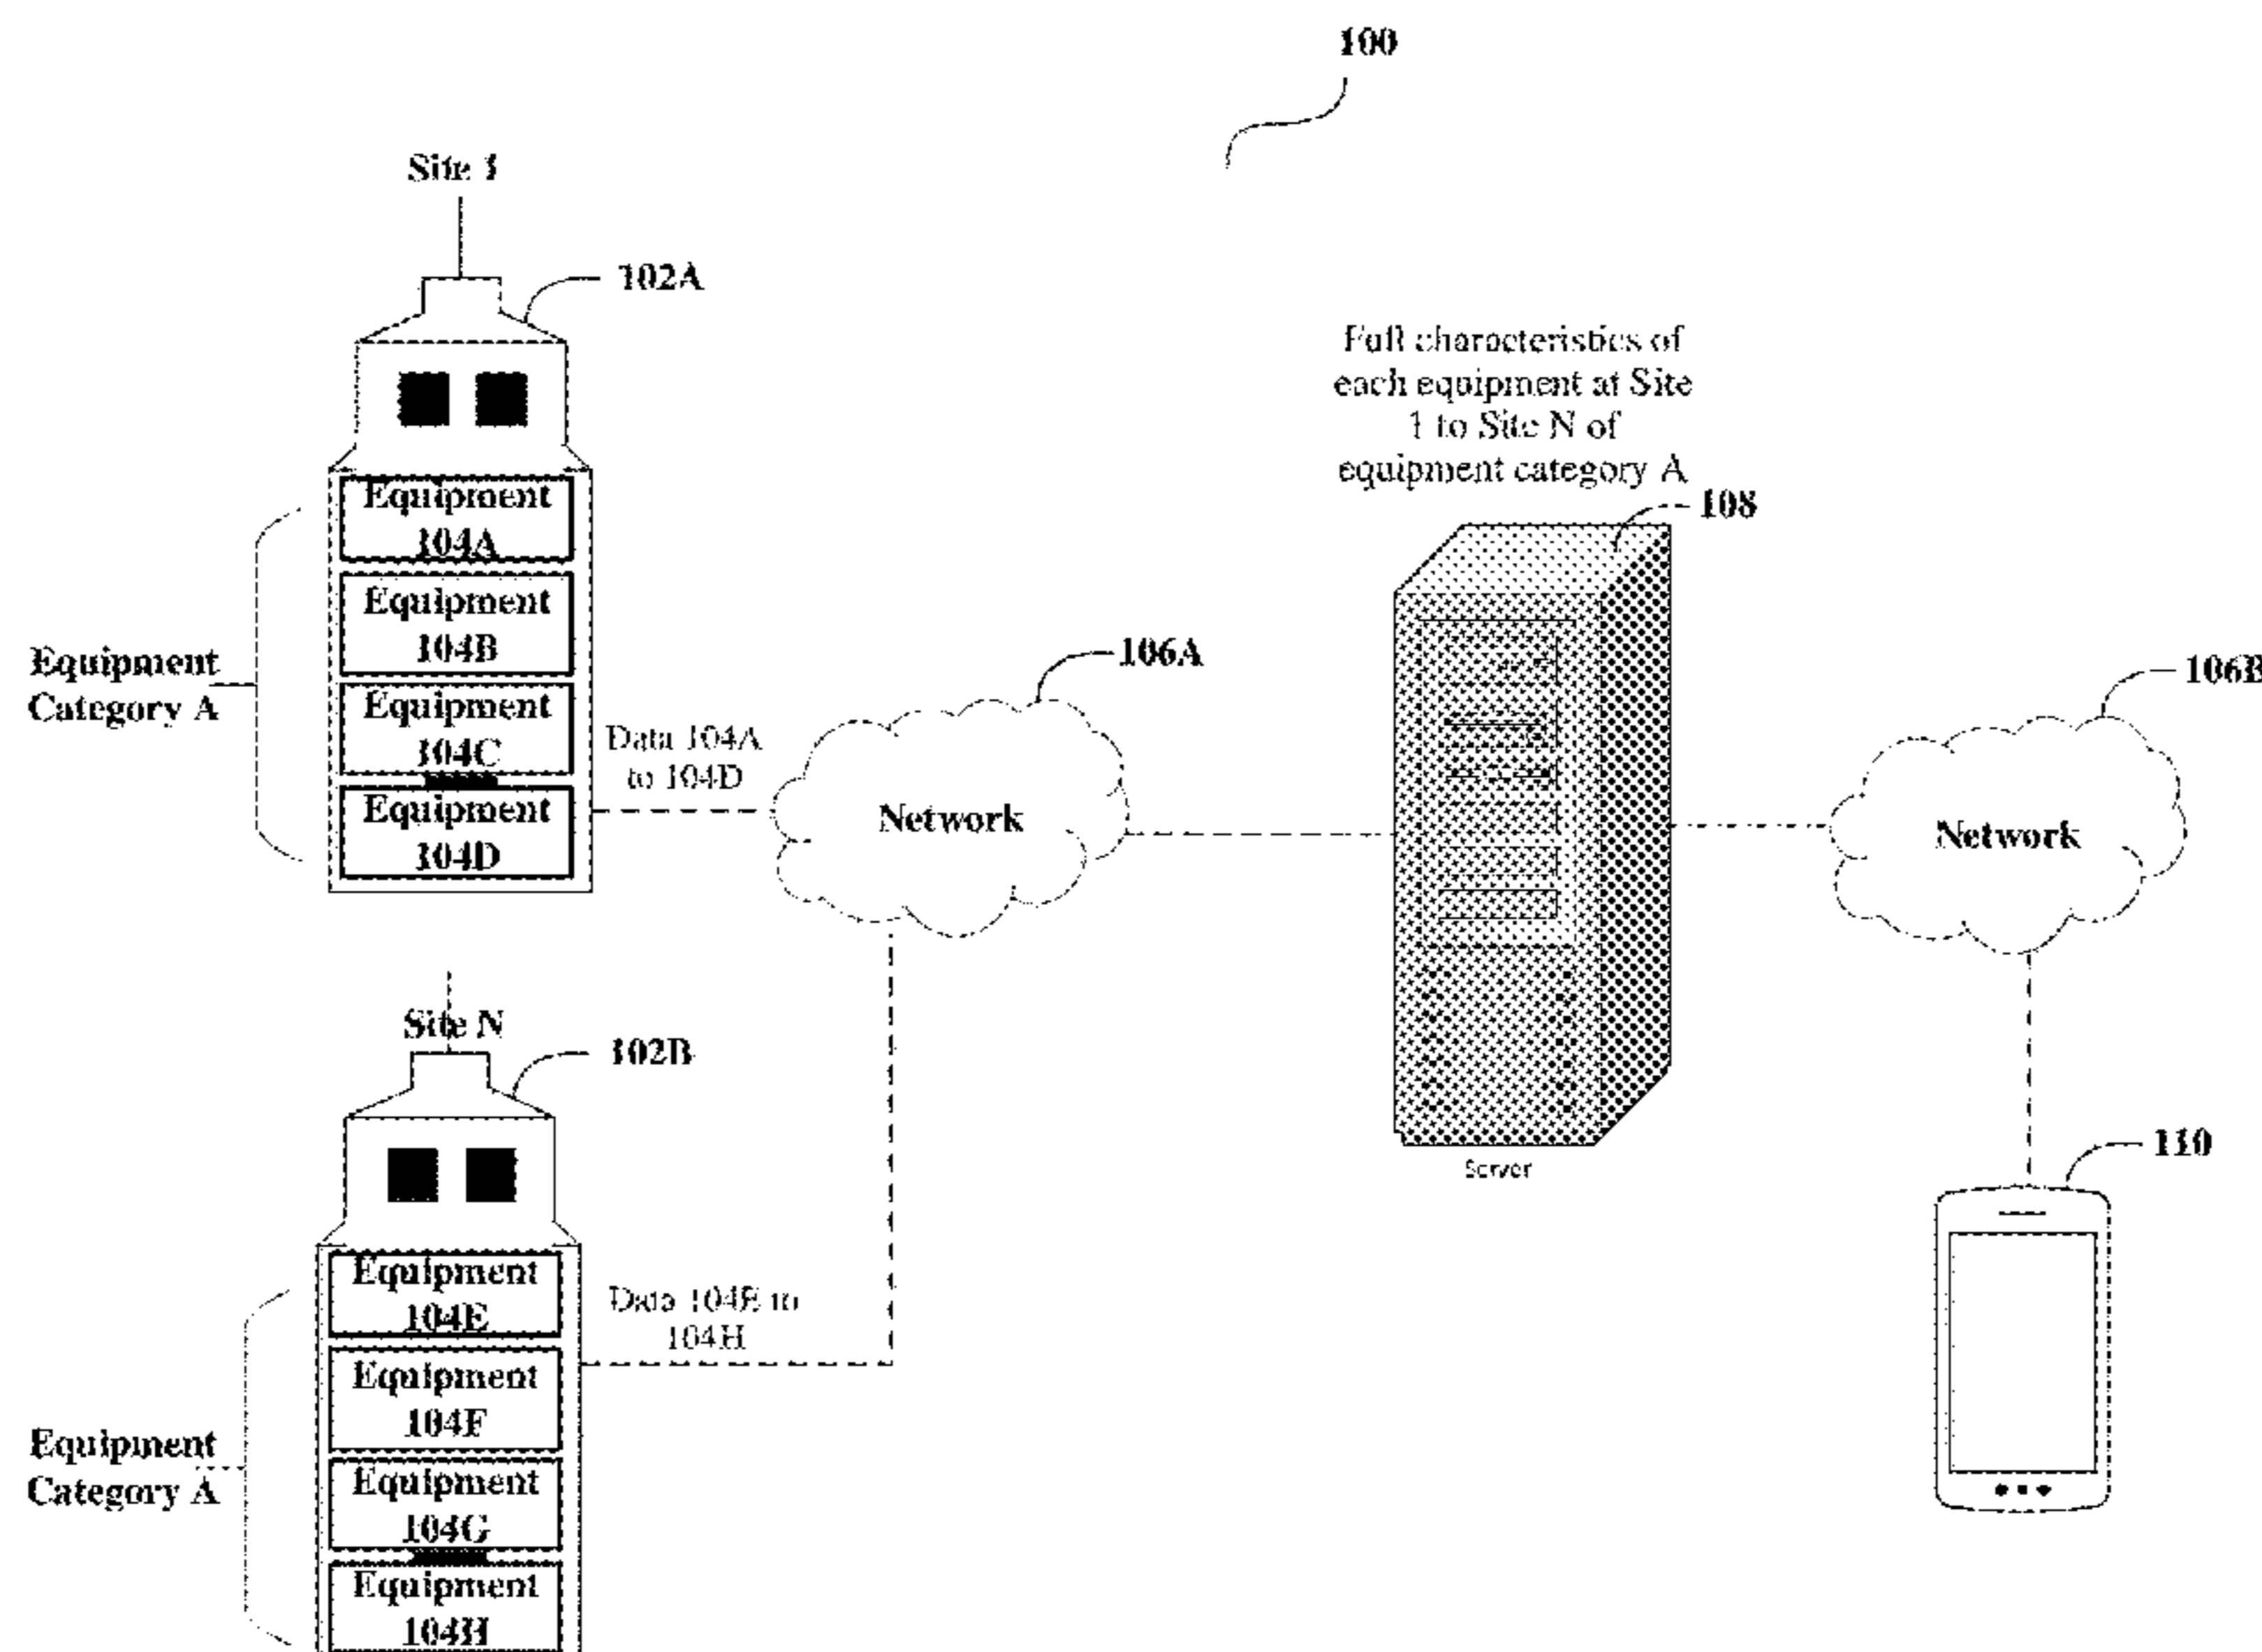 100
Site 1
102A
Full characteristics of
each equipment at Site
1 to Site N of
equipment category A
108
Equipment
104A
Equipment
104B
Equipment
104C
Equipment
104D
Equipment
Category A
Data 104A
to 104D
106A
Network
106B
Network
Server
Site N
102B
110
Equipment
104E
Equipment
104F
Equipment
104G
Equipment
104H
Equipment
Category A
Data 104E to
104H